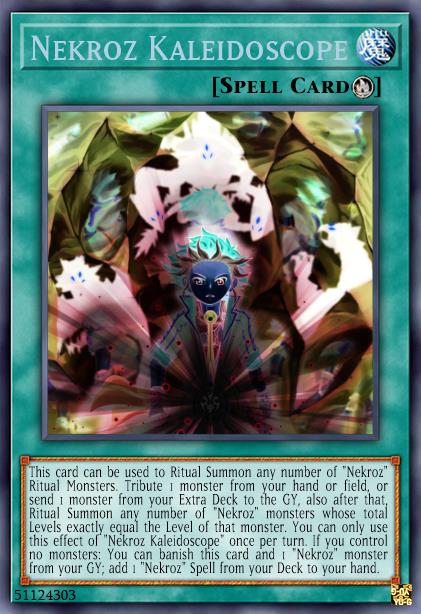 NEKROZ KALEIDOSCOPE 魔
[SPELL CARD]
This card can be used to Ritual Summon any number of "Nekroz"
Ritual Monsters. Tribute 1 monster from your hand or field, or
send 1 monster from your Extra Deck to the GY, also after that,
Ritual Summon any number of "Nekroz" monsters whose total
Levels exactly equal the Level of that monster. You can only use
this effect of "Nekroz Kaleidoscope" once per turn. If you control
no monsters: You can banish this card and 1 "Nekroz" monster
from your GY; add 1 "Nekroz" Spell from your Deck to your hand.
51124303